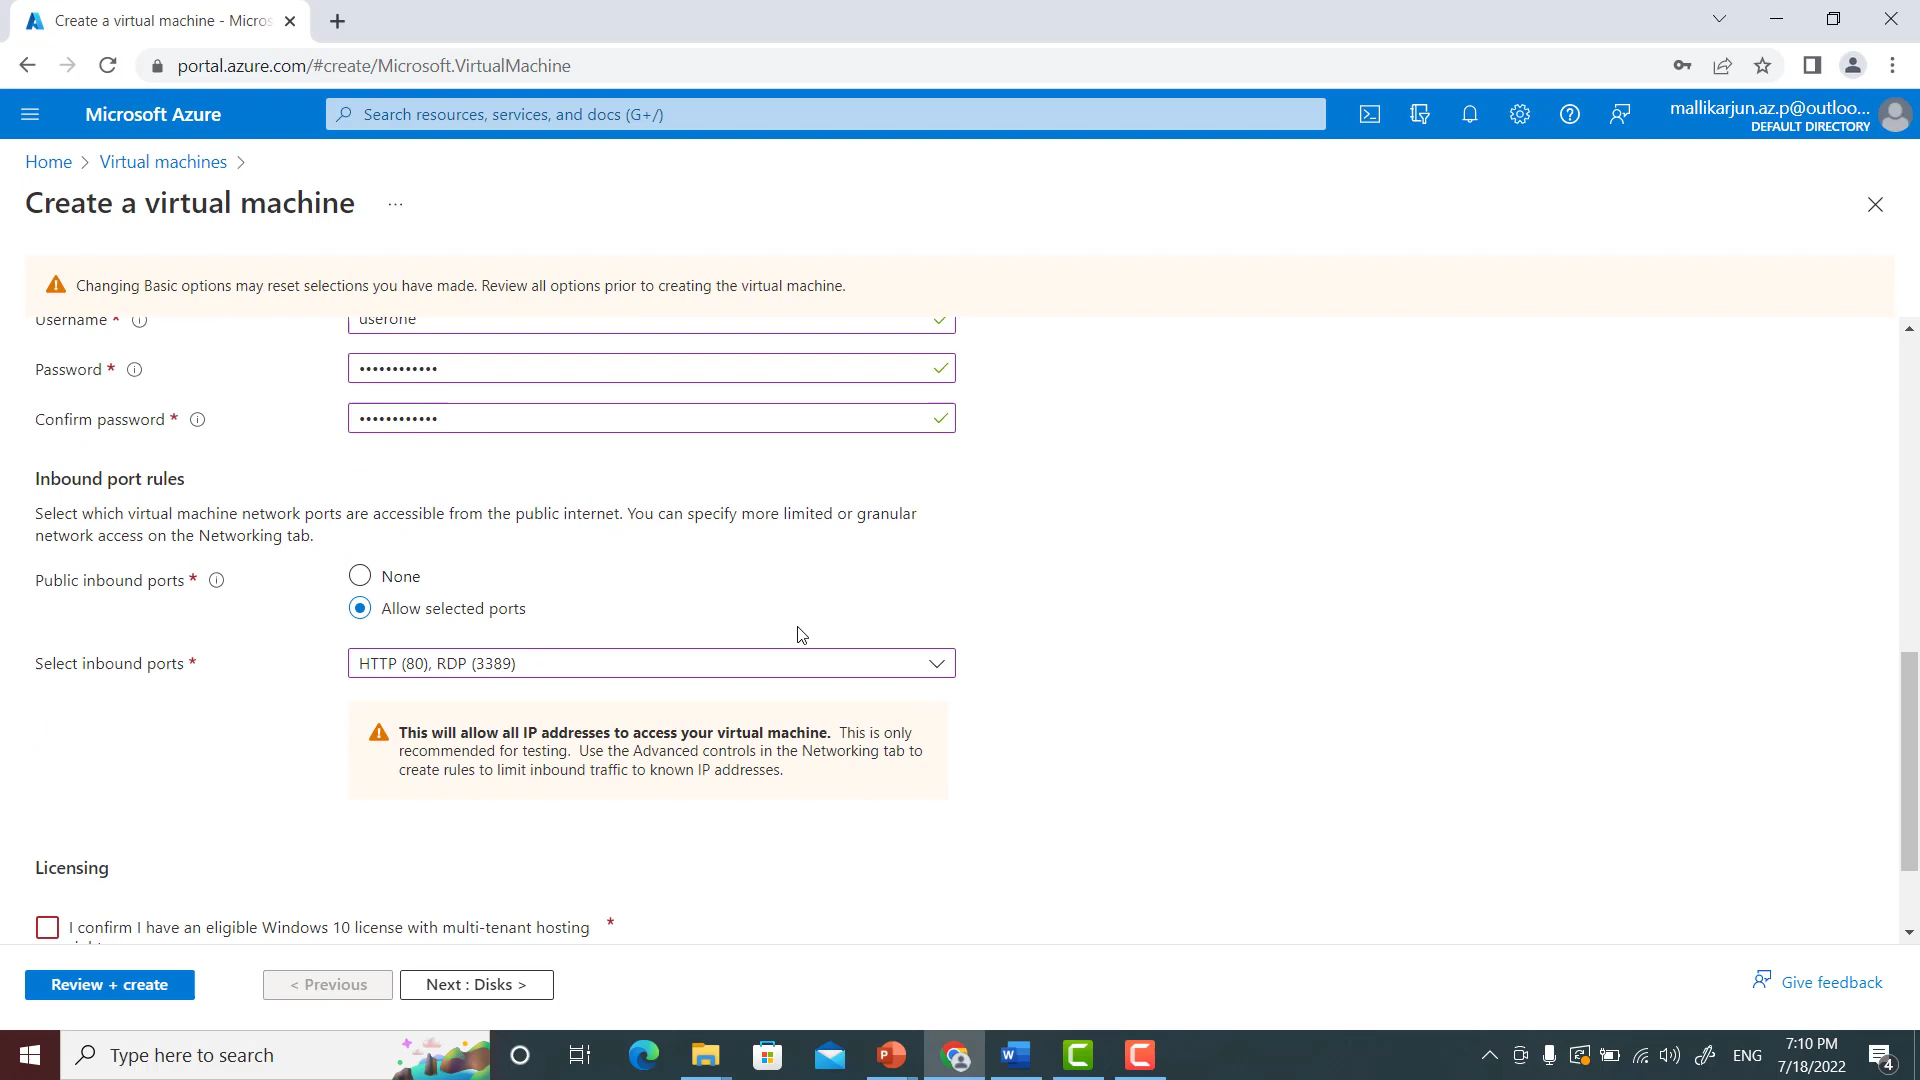 Create a virtual machine - Micros
portal.azure.com/#create/Microsoft.VirtualMachine
Microsoft Azure
Search resources, services, and docs (G+/)
mallikarjun.az.p@outloo...
DEFAULT DIRECTORY
Home > Virtual machines >
Create a virtual machine ...
Changing Basic options may reset selections you have made. Review all options prior to creating the virtual machine.
Username *
userone
Password *
••••••••••••
Confirm password *
••••••••••••
Inbound port rules
Select which virtual machine network ports are accessible from the public internet. You can specify more limited or granular
network access on the Networking tab.
Public inbound ports *
None
Allow selected ports
Select inbound ports *
HTTP (80), RDP (3389)
This will allow all IP addresses to access your virtual machine. This is only
recommended for testing. Use the Advanced controls in the Networking tab to
create rules to limit inbound traffic to known IP addresses.
Licensing
I confirm I have an eligible Windows 10 license with multi-tenant hosting *
Review + create
< Previous
Next : Disks >
Give feedback
Type here to search
ENG
7:10 PM
7/18/2022
4